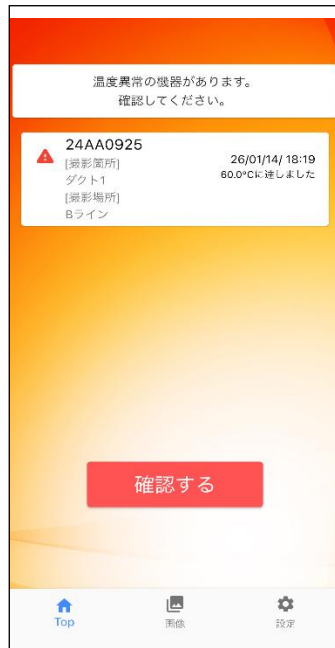 温度異常の機器があります。
確認してください。
24AA0925
[撮影箇所]
26/01/14/ 18:19
ダクト1
60.0°Cに達しました
[撮影場所]
Bライン
確認する
Top
画像
設定